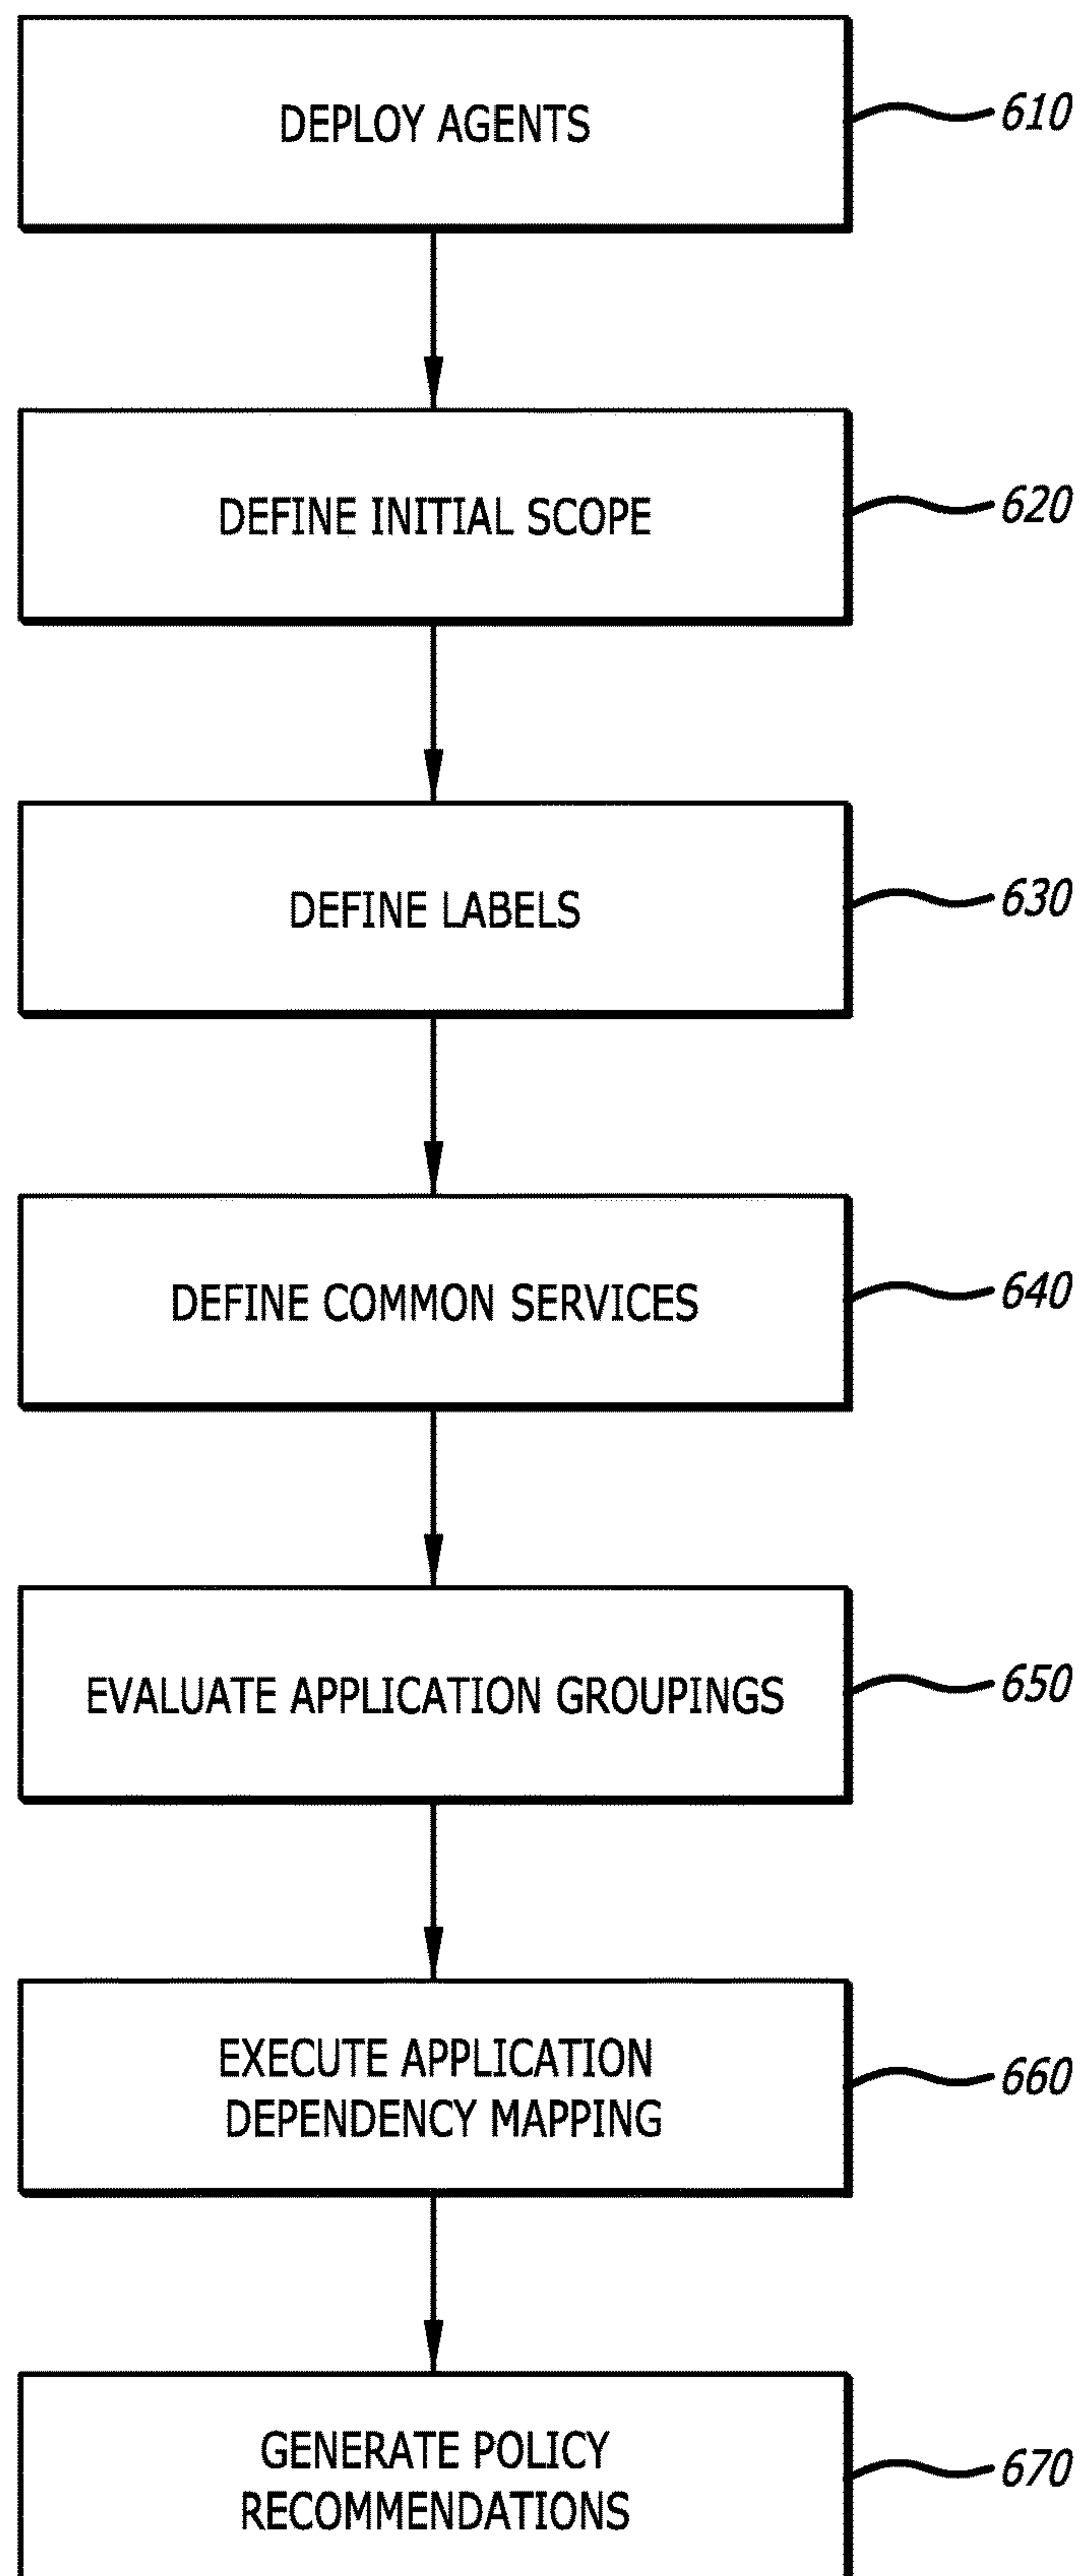 DEPLOY AGENTS
610
DEFINE INITIAL SCOPE
620
DEFINE LABELS
630
DEFINE COMMON SERVICES
640
EVALUATE APPLICATION GROUPINGS
650
EXECUTE APPLICATION
DEPENDENCY MAPPING
660
GENERATE POLICY
RECOMMENDATIONS
670